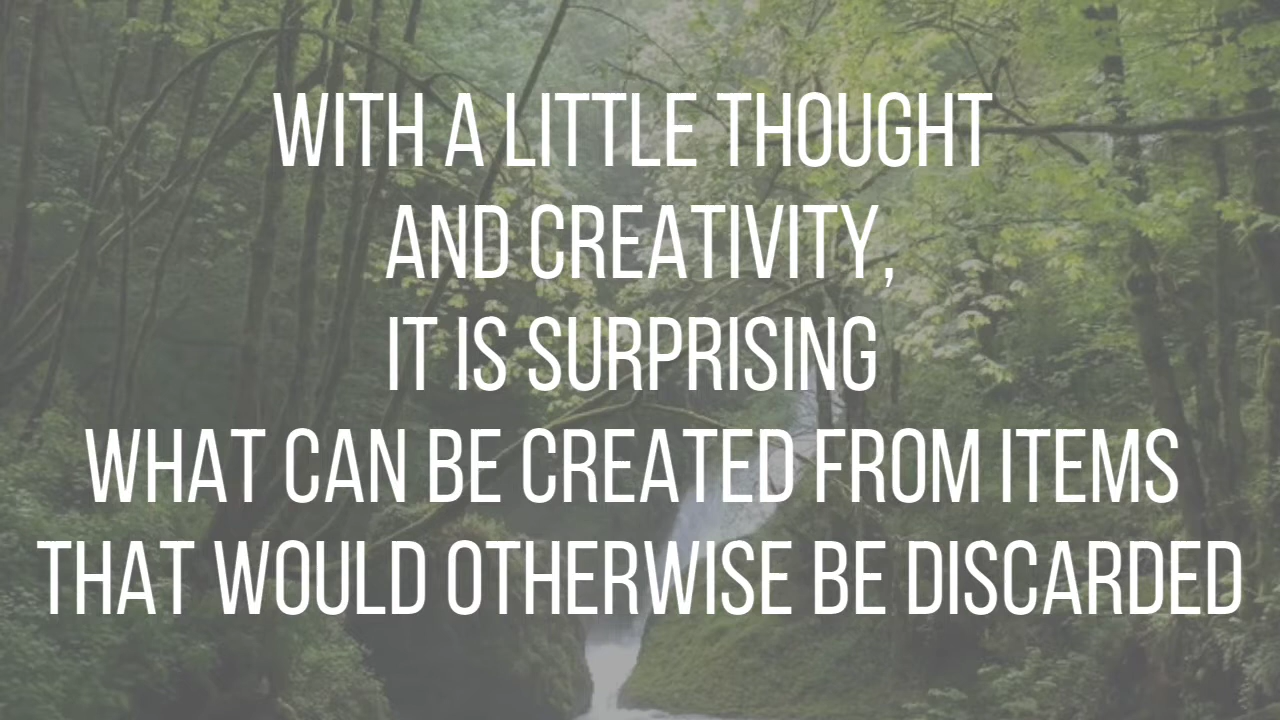 WITH A LITTLE THOUGHT
AND CREATIVITY,
IT IS SURPRISING
WHAT CAN BE CREATED FROM ITEMS
THAT WOULD OTHERWISE BE DISCARDED